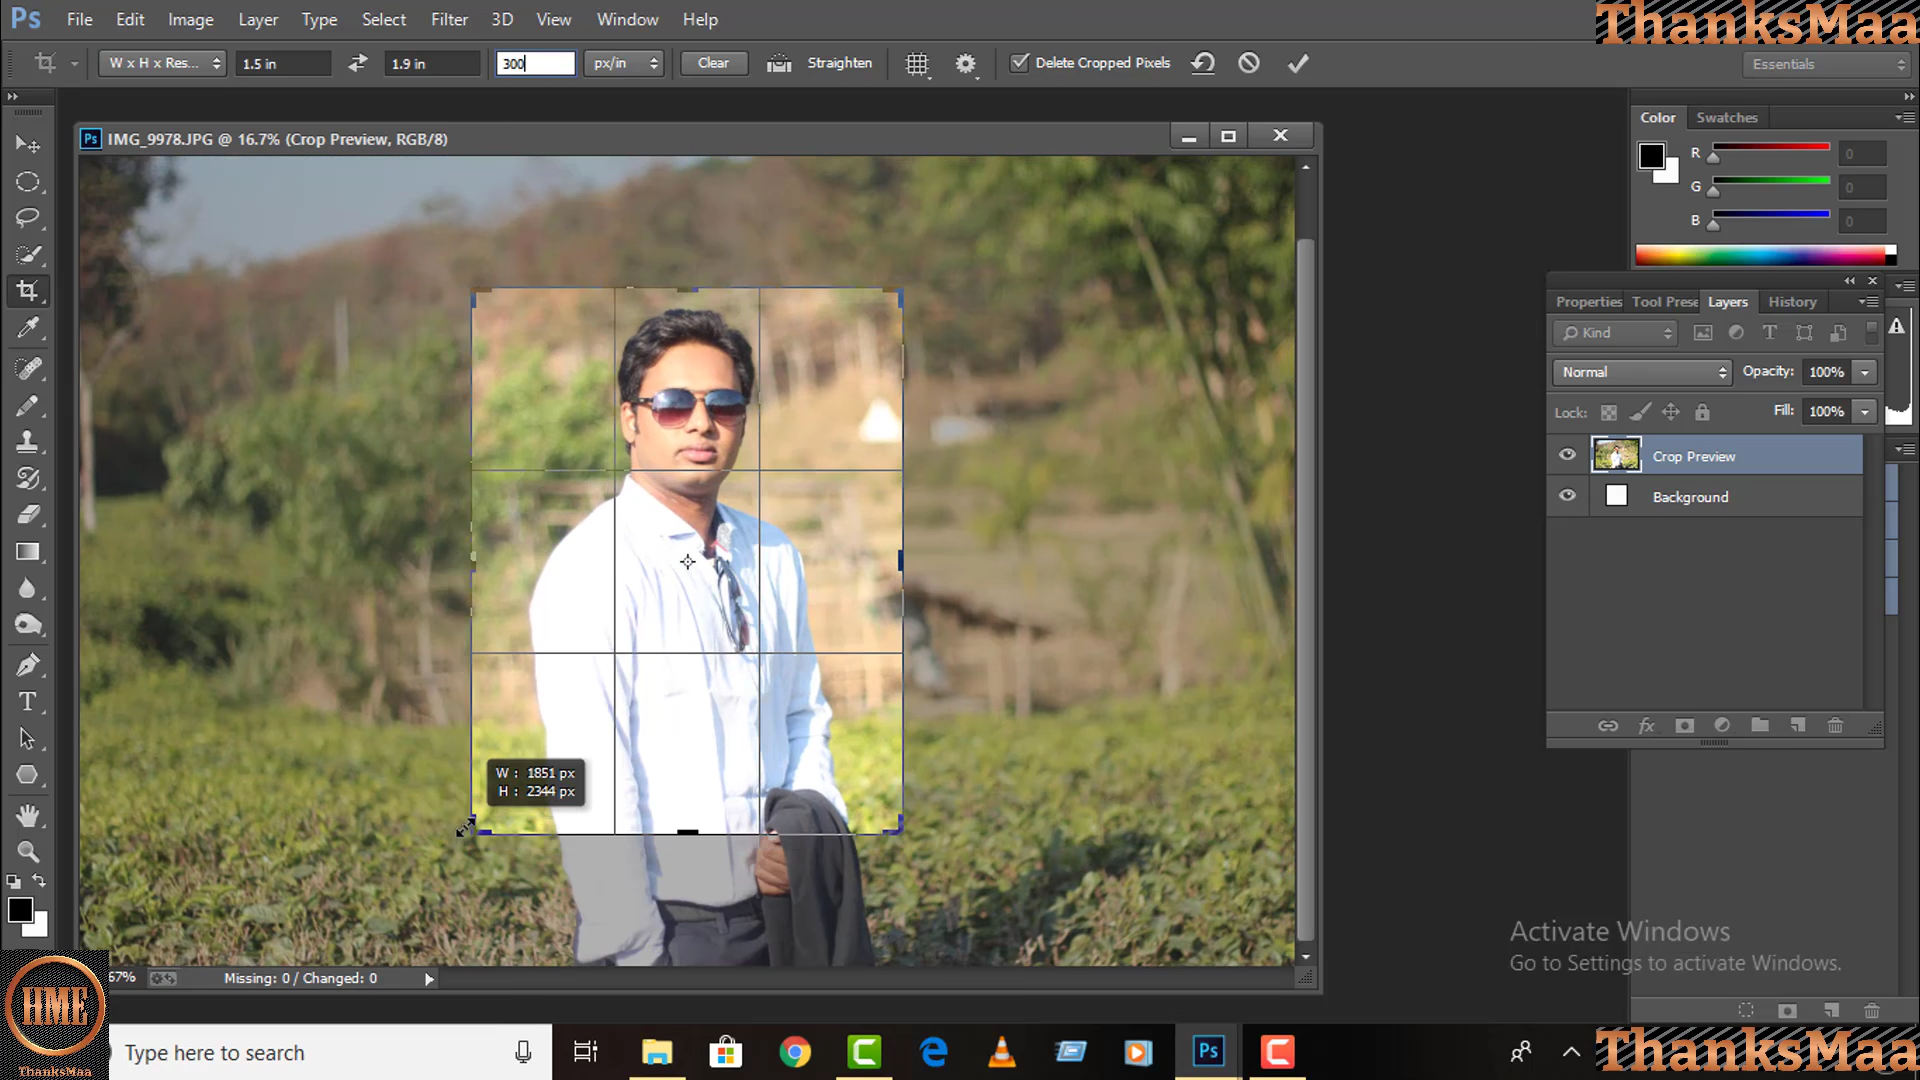 Ps File Edit Image Layer Type Select Filter 3D View Window Help
ThanksMaa
W x H x Res... 1.5 in 1.9 in 300 px/in Clear Straighten Delete Cropped Pixels Essentials
Ps IMG_9978.JPG @ 16.7% (Crop Preview, RGB/8)
Color Swatches
R 0
G 0
B 0
Properties Tool Prese Layers History
Kind
Normal Opacity: 100%
Lock: Fill: 100%
Crop Preview
Background
W : 1851 px
H : 2344 px
Activate Windows
Go to Settings to activate Windows.
67% Missing: 0 / Changed: 0
HME
ThanksMaa
Type here to search
Ps
ThanksMaa